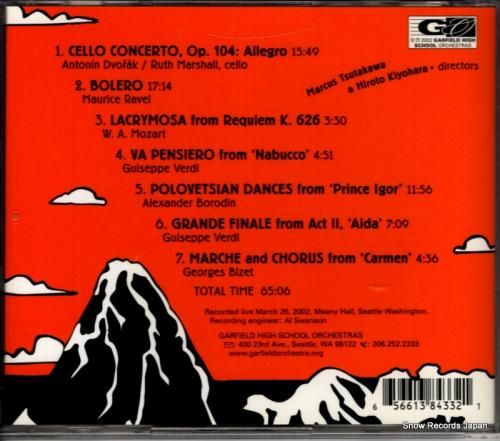 GO
© ℗ 2002 GARFIELD HIGH
SCHOOL ORCHESTRAS
1. CELLO CONCERTO, Op. 104: Allegro 15:49
Antonín Dvořák / Ruth Marshall, cello
Marcus Tsutakawa
& Hiroto Kiyohara - directors
2. BOLERO 17:14
Maurice Ravel
3. LACRYMOSA from Requiem K. 626 3:30
W. A. Mozart
4. VA PENSIERO from 'Nabucco' 4:51
Guiseppe Verdi
5. POLOVETSIAN DANCES from 'Prince Igor' 11:56
Alexander Borodin
6. GRANDE FINALE from Act II, 'Aida' 7:09
Guiseppe Verdi
7. MARCHE and CHORUS from 'Carmen' 4:36
Georges Bizet
TOTAL TIME 65:06
Recorded live March 26, 2002, Meany Hall, Seattle Washington.
Recording engineer: Al Swanson
GARFIELD HIGH SCHOOL ORCHESTRAS
400 23rd Ave., Seattle, WA 98122 206.252.2333
www.garfieldorchestra.org
6 56613 84332 1
Snow Records Japan